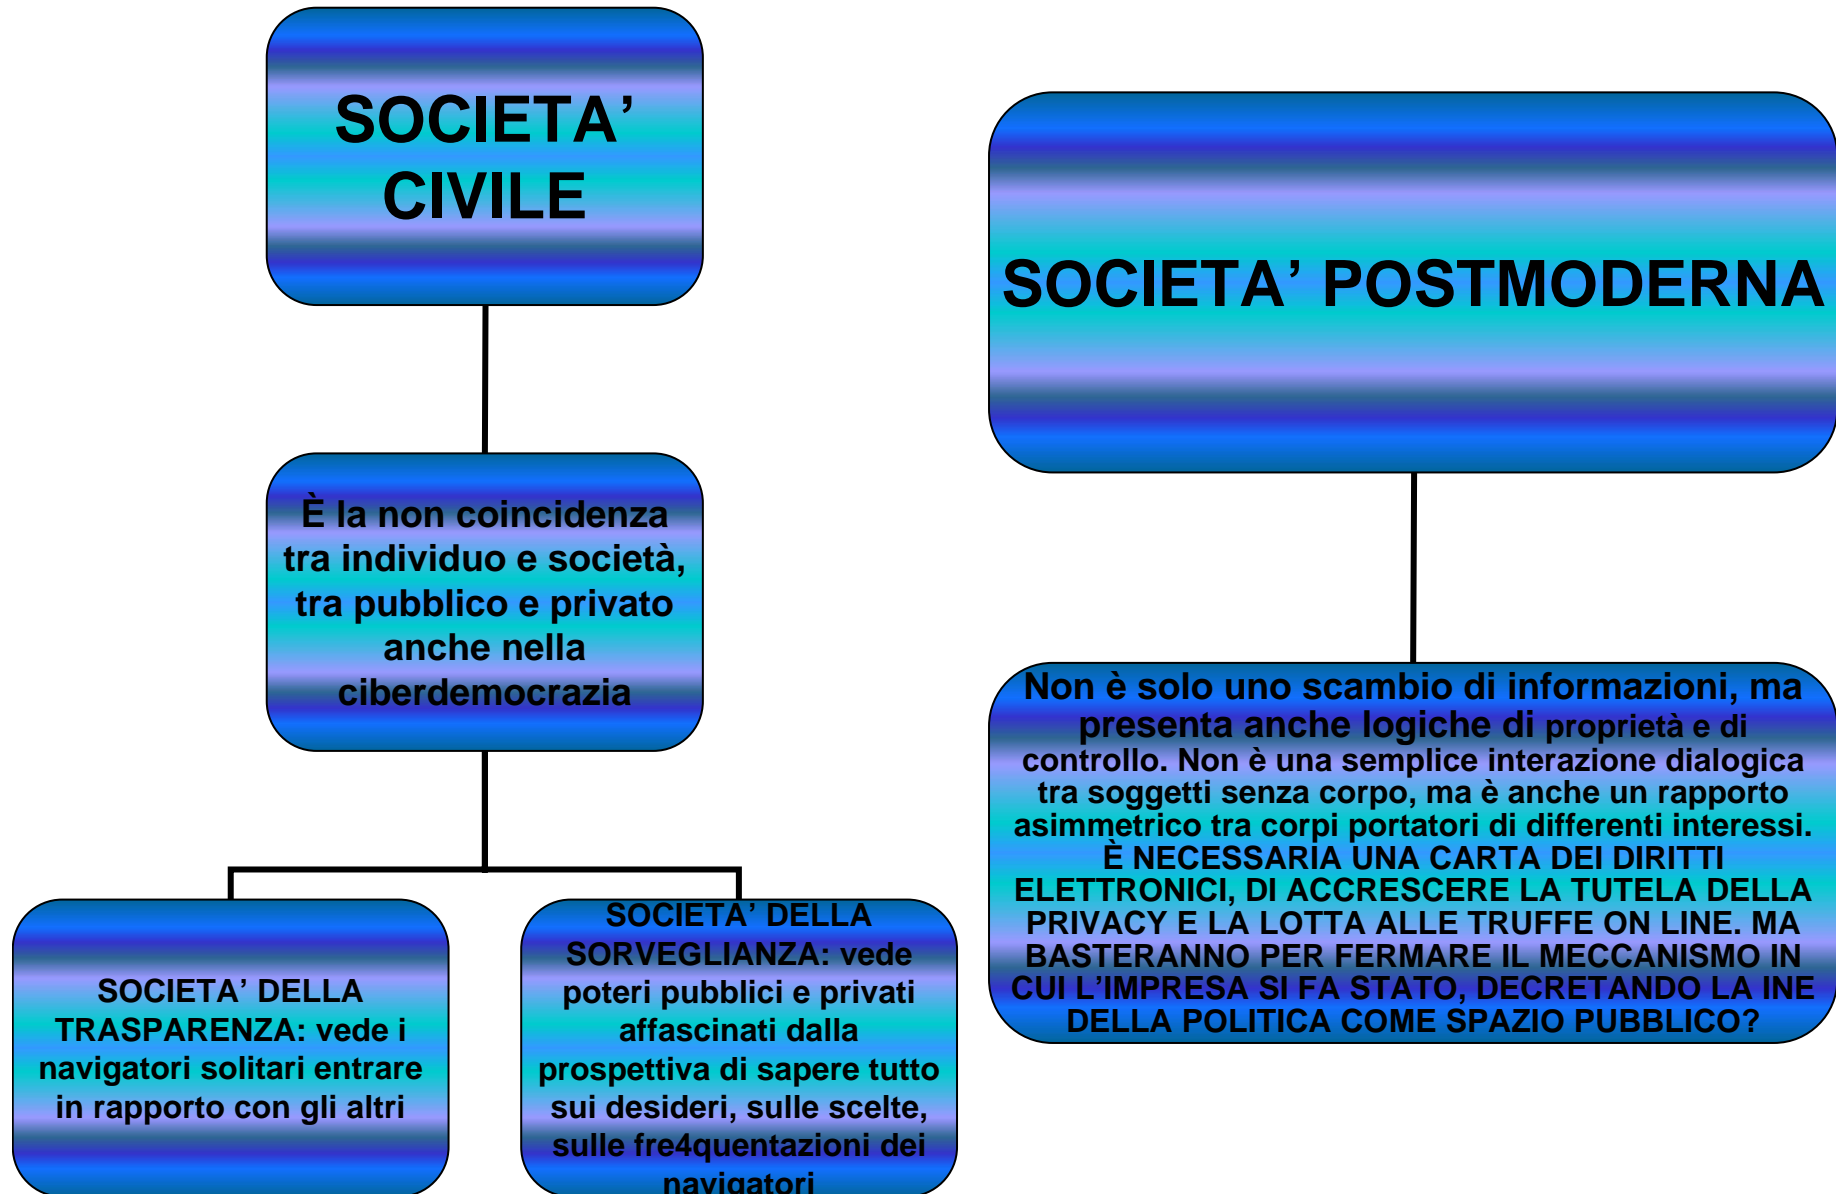 SOCIETA’
CIVILE
È la non coincidenza
tra individuo e società,
tra pubblico e privato
anche nella
ciberdemocrazia
SOCIETA’ DELLA
TRASPARENZA: vede i
navigatori solitari entrare
in rapporto con gli altri
SOCIETA’ DELLA
SORVEGLIANZA: vede
poteri pubblici e privati
affascinati dalla
prospettiva di sapere tutto
sui desideri, sulle scelte,
sulle fre4quentazioni dei
navigatori
SOCIETA’ POSTMODERNA
Non è solo uno scambio di informazioni, ma
presenta anche logiche di proprietà e di
controllo. Non è una semplice interazione dialogica
tra soggetti senza corpo, ma è anche un rapporto
asimmetrico tra corpi portatori di differenti interessi.
È NECESSARIA UNA CARTA DEI DIRITTI
ELETTRONICI, DI ACCRESCERE LA TUTELA DELLA
PRIVACY E LA LOTTA ALLE TRUFFE ON LINE. MA
BASTERANNO PER FERMARE IL MECCANISMO IN
CUI L’IMPRESA SI FA STATO, DECRETANDO LA INE
DELLA POLITICA COME SPAZIO PUBBLICO?